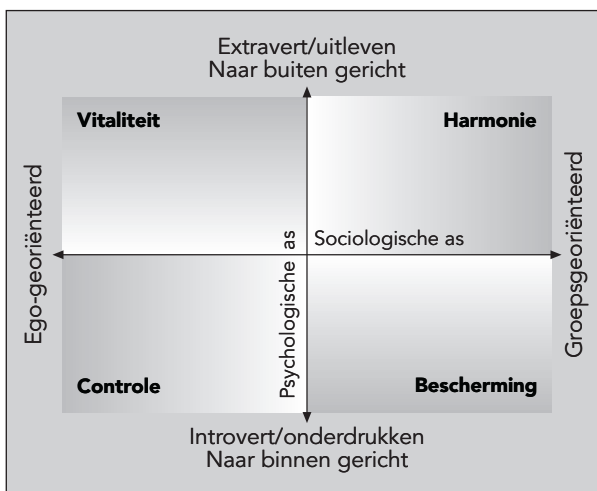 Extravert/uitleven
Naar buiten gericht
Vitaliteit
Harmonie
Ego-georiënteerd
Groepsgeoriënteerd
Sociologische as
Psychologische as
Controle
Bescherming
Introvert/onderdrukken
Naar binnen gericht